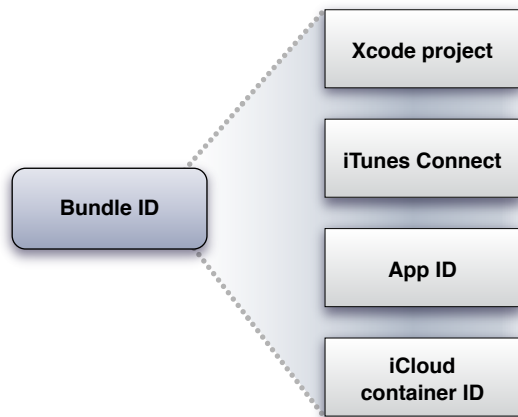 Xcode project
iTunes Connect
Bundle ID
App ID
iCloud
container ID